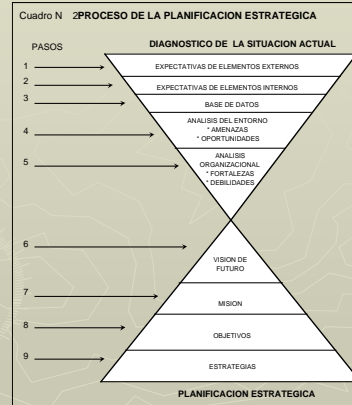 Cuadro N 2PROCESO DE LA PLANIFICACION ESTRATEGICA
PASOS
DIAGNOSTICO DE LA SITUACION ACTUAL
1
EXPECTATIVAS DE ELEMENTOS EXTERNOS
2
EXPECTATIVAS DE ELEMENTOS INTERNOS
3
BASE DE DATOS
4
ANALISIS DEL ENTORNO
* AMENAZAS
* OPORTUNIDADES
5
ANALISIS
ORGANIZACIONAL
* FORTALEZAS
* DEBILIDADES
6
VISION DE
FUTURO
7
MISION
8
OBJETIVOS
9
ESTRATEGIAS
PLANIFICACION ESTRATEGICA